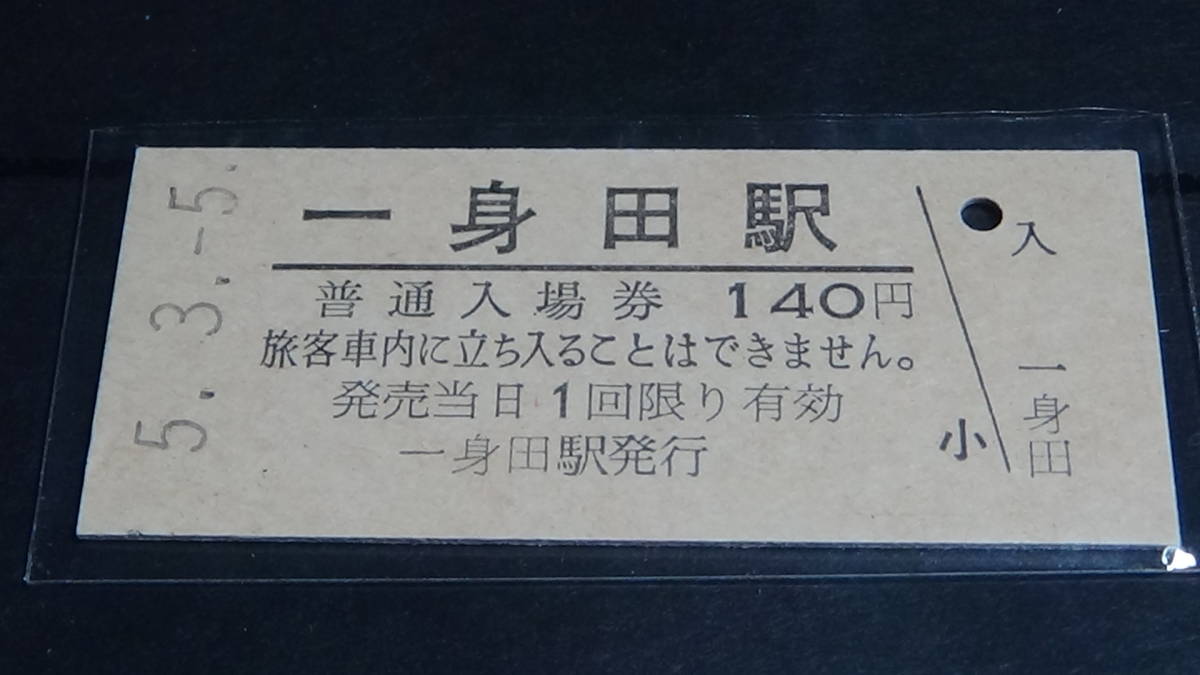 5.3.-5.
一身田駅
普通入場券 140円
旅客車内に立ち入ることはできません。
発売当日1回限り有効
一身田駅発行
小
入
一身田